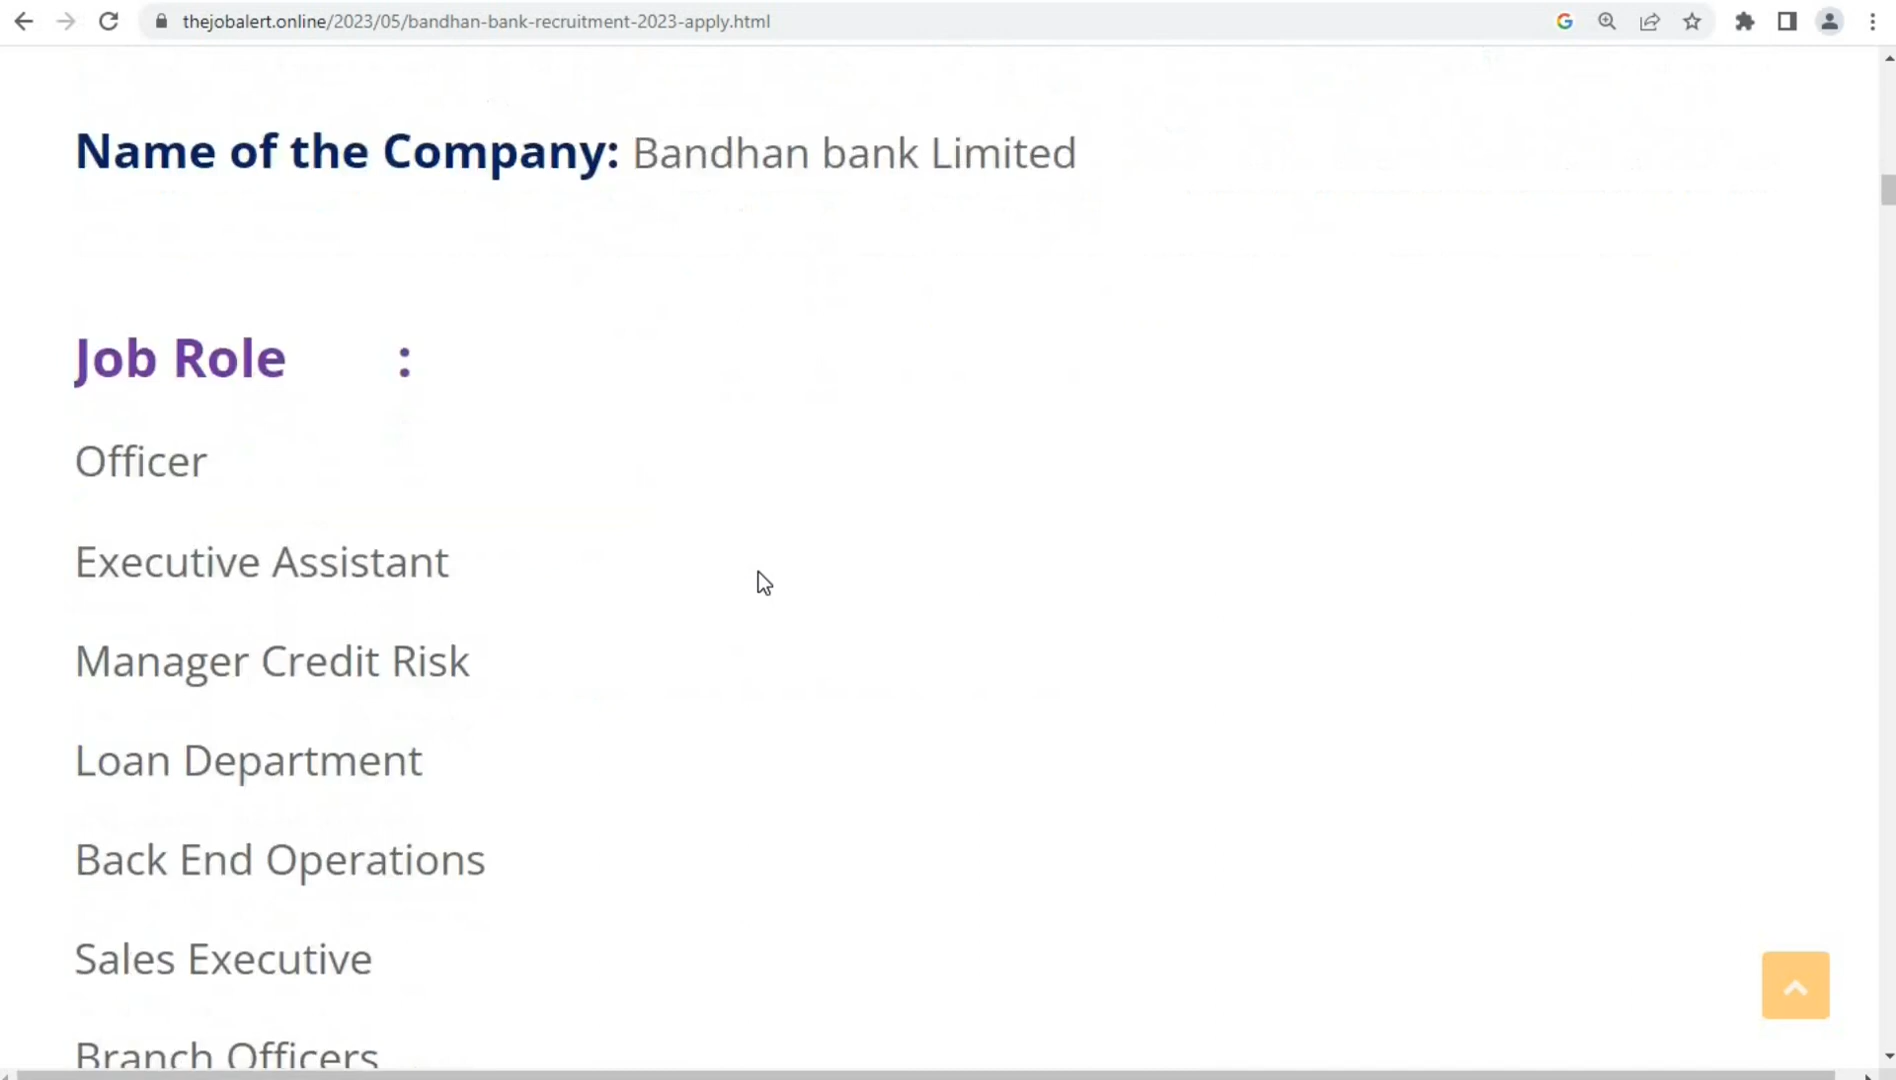 thejobalert.online/2023/05/bandhan-bank-recruitment-2023-apply.html
Name of the Company: Bandhan bank Limited
Job Role :
Officer
Executive Assistant
Manager Credit Risk
Loan Department
Back End Operations
Sales Executive
Branch Officers